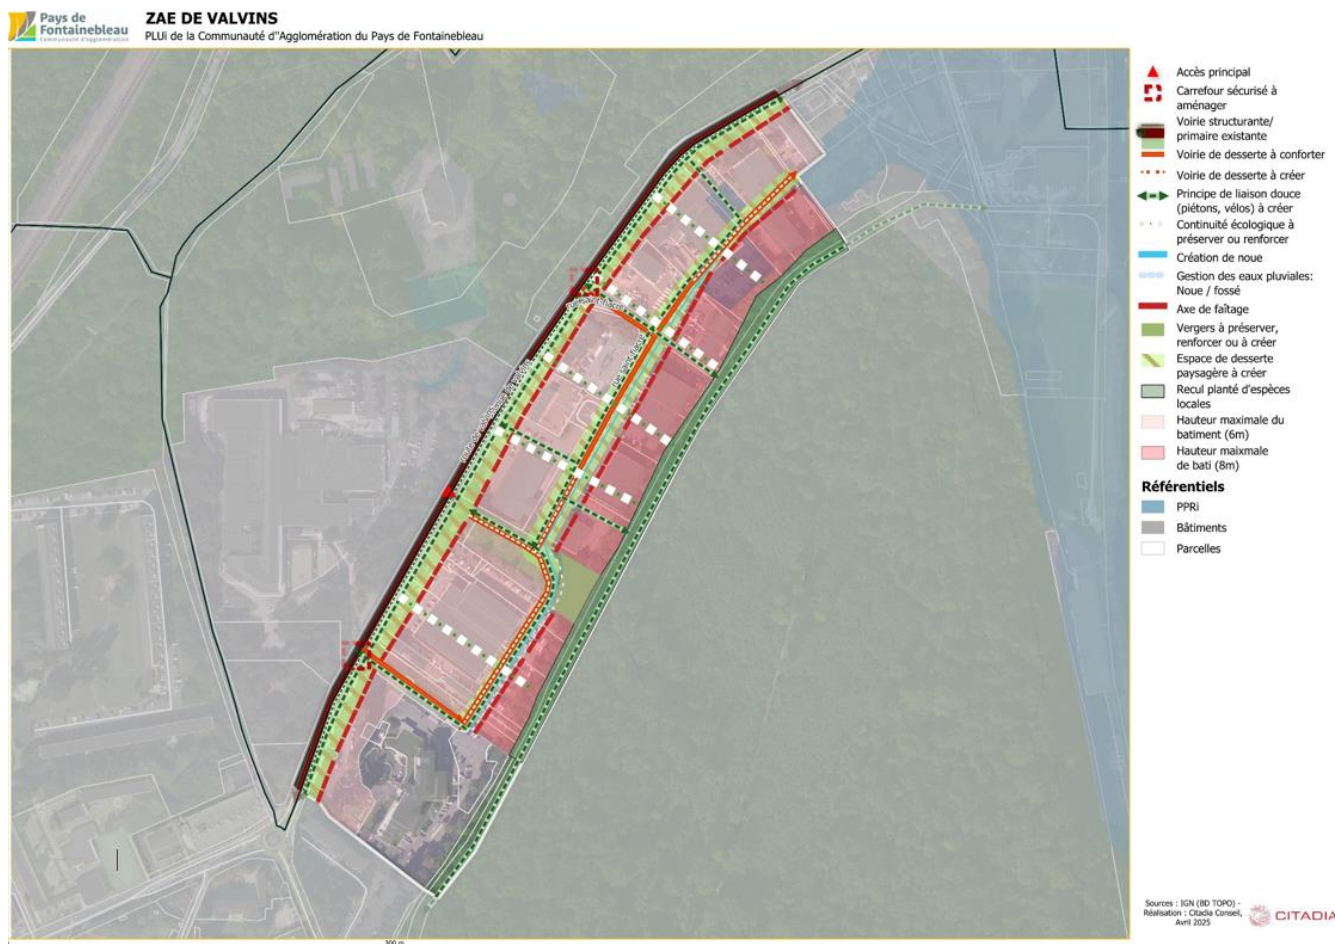 Pays de
Fontainebleau
Communauté d'agglomération
ZAE DE VALVINS
PLUi de la Communauté d"Agglomération du Pays de Fontainebleau
Accès principal
Carrefour sécurisé à
aménager
Voirie structurante/
primaire existante
Voirie de desserte à conforter
Voirie de desserte à créer
Principe de liaison douce
(piétons, vélos) à créer
Continuité écologique à
préserver ou renforcer
Création de noue
Gestion des eaux pluviales:
Noue / fossé
Axe de faîtage
Vergers à préserver,
renforcer ou à créer
Espace de desserte
paysagère à créer
Recul planté d'espèces
locales
Hauteur maximale du
batiment (6m)
Hauteur maixmale
de bati (8m)
Référentiels
PPRi
Bâtiments
Parcelles
Sources : IGN (BD TOPO) -
Réalisation : Citadia Conseil,
Avril 2025
CITADIA
300 m